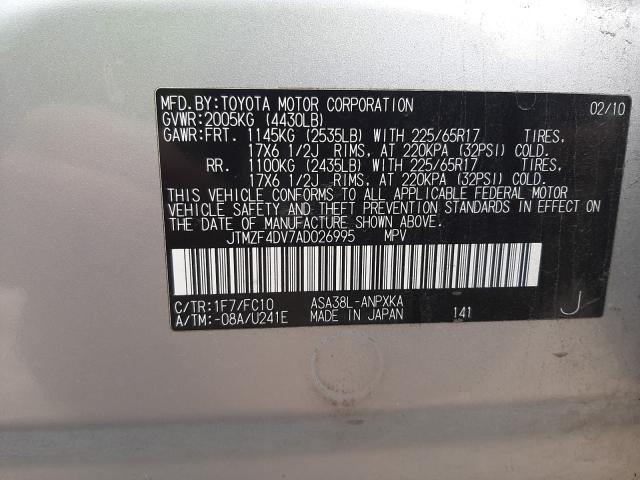 MFD. BY: TOYOTA MOTOR CORPORATION 02/10
GVWR: 2005KG (4430LB)
GAWR: FRT. 1145KG (2535LB) WITH 225/65R17 TIRES,
17X6 1/2J RIMS, AT 220KPA (32PSI) COLD.
RR. 1100KG (2435LB) WITH 225/65R17 TIRES,
17X6 1/2J RIMS, AT 220KPA (32PSI) COLD.
THIS VEHICLE CONFORMS TO ALL APPLICABLE FEDERAL MOTOR
VEHICLE SAFETY AND THEFT PREVENTION STANDARDS IN EFFECT ON
THE DATE OF MANUFACTURE SHOWN ABOVE.
JTMZF4DV7AD026995 MPV
C/TR: 1F7/FC10 ASA38L-ANPXKA
A/TM: -08A/U241E MADE IN JAPAN 141 J